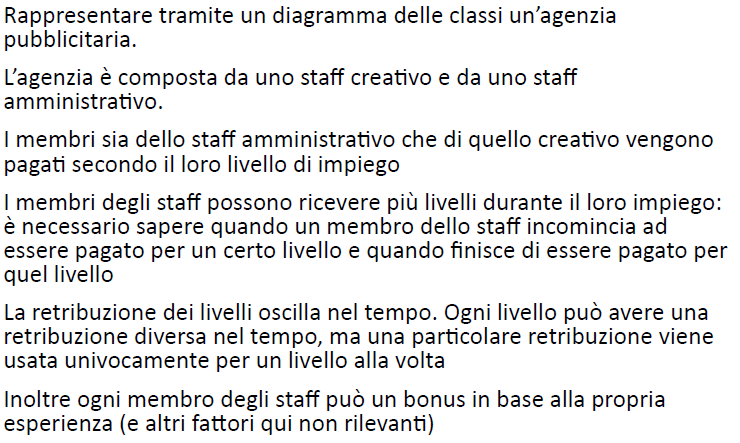 Rappresentare tramite un diagramma delle classi un’agenzia
pubblicitaria.
L’agenzia è composta da uno staff creativo e da uno staff
amministrativo.
I membri sia dello staff amministrativo che di quello creativo vengono
pagati secondo il loro livello di impiego
I membri degli staff possono ricevere più livelli durante il loro impiego:
è necessario sapere quando un membro dello staff incomincia ad
essere pagato per un certo livello e quando finisce di essere pagato per
quel livello
La retribuzione dei livelli oscilla nel tempo. Ogni livello può avere una
retribuzione diversa nel tempo, ma una particolare retribuzione viene
usata univocamente per un livello alla volta
Inoltre ogni membro degli staff può un bonus in base alla propria
esperienza (e altri fattori qui non rilevanti)